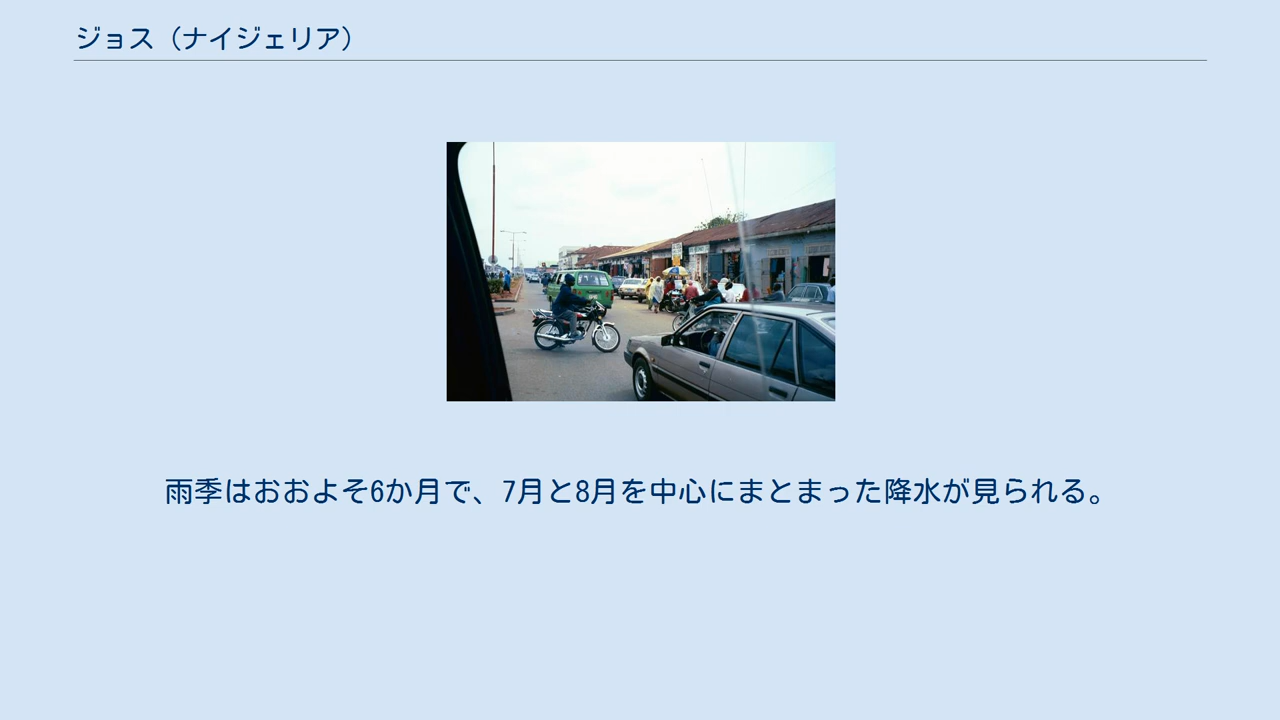 ジョス（ナイジェリア）
雨季はおおよそ6か月で、7月と8月を中心にまとまった降水が見られる。